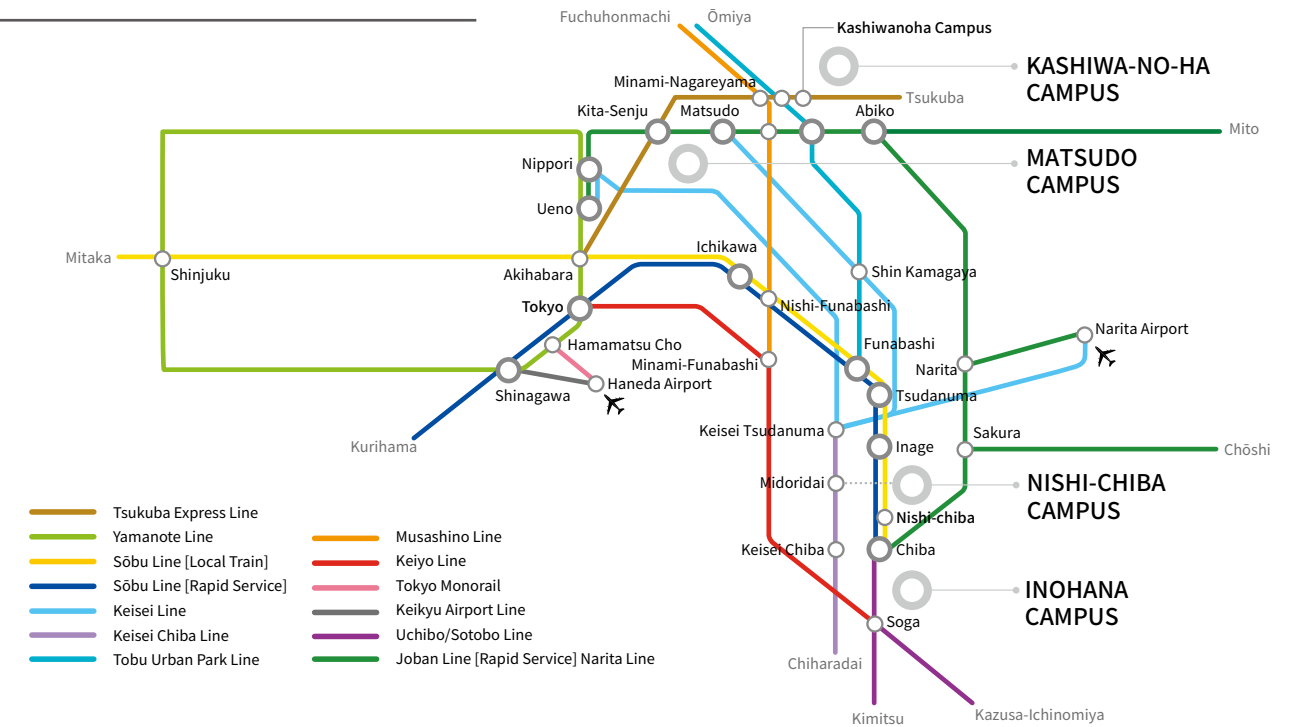 Fuchuhonmachi
Ōmiya
Kashiwanoha Campus
KASHIWA-NO-HA
CAMPUS
Minami-Nagareyama
Tsukuba
Kita-Senju
Matsudo
Abiko
Mito
Nippori
MATSUDO
CAMPUS
Ueno
Ichikawa
Mitaka
Shinjuku
Akihabara
Shin Kamagaya
Tokyo
Nishi-Funabashi
Narita Airport
Hamamatsu Cho
Funabashi
Minami-Funabashi
Narita
Haneda Airport
Shinagawa
Tsudanuma
Keisei Tsudanuma
Sakura
Kurihama
Inage
Chōshi
Midoridai
NISHI-CHIBA
CAMPUS
Nishi-chiba
Keisei Chiba
Chiba
INOHANA
CAMPUS
Soga
Chiharadai
Kimitsu
Kazusa-Ichinomiya
Tsukuba Express Line
Yamanote Line
Sōbu Line [Local Train]
Sōbu Line [Rapid Service]
Keisei Line
Keisei Chiba Line
Tobu Urban Park Line
Musashino Line
Keiyo Line
Tokyo Monorail
Keikyu Airport Line
Uchibo/Sotobo Line
Joban Line [Rapid Service] Narita Line